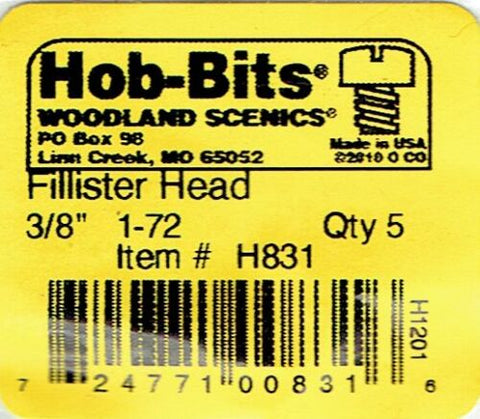 Hob-Bits®
WOODLAND SCENICS®
PO Box 98
Linn Creek, MO 65052
Made in USA
©2010 O CO
Fillister Head
3/8" 1-72 Qty 5
Item # H831
H1201
7 24771 00831 6